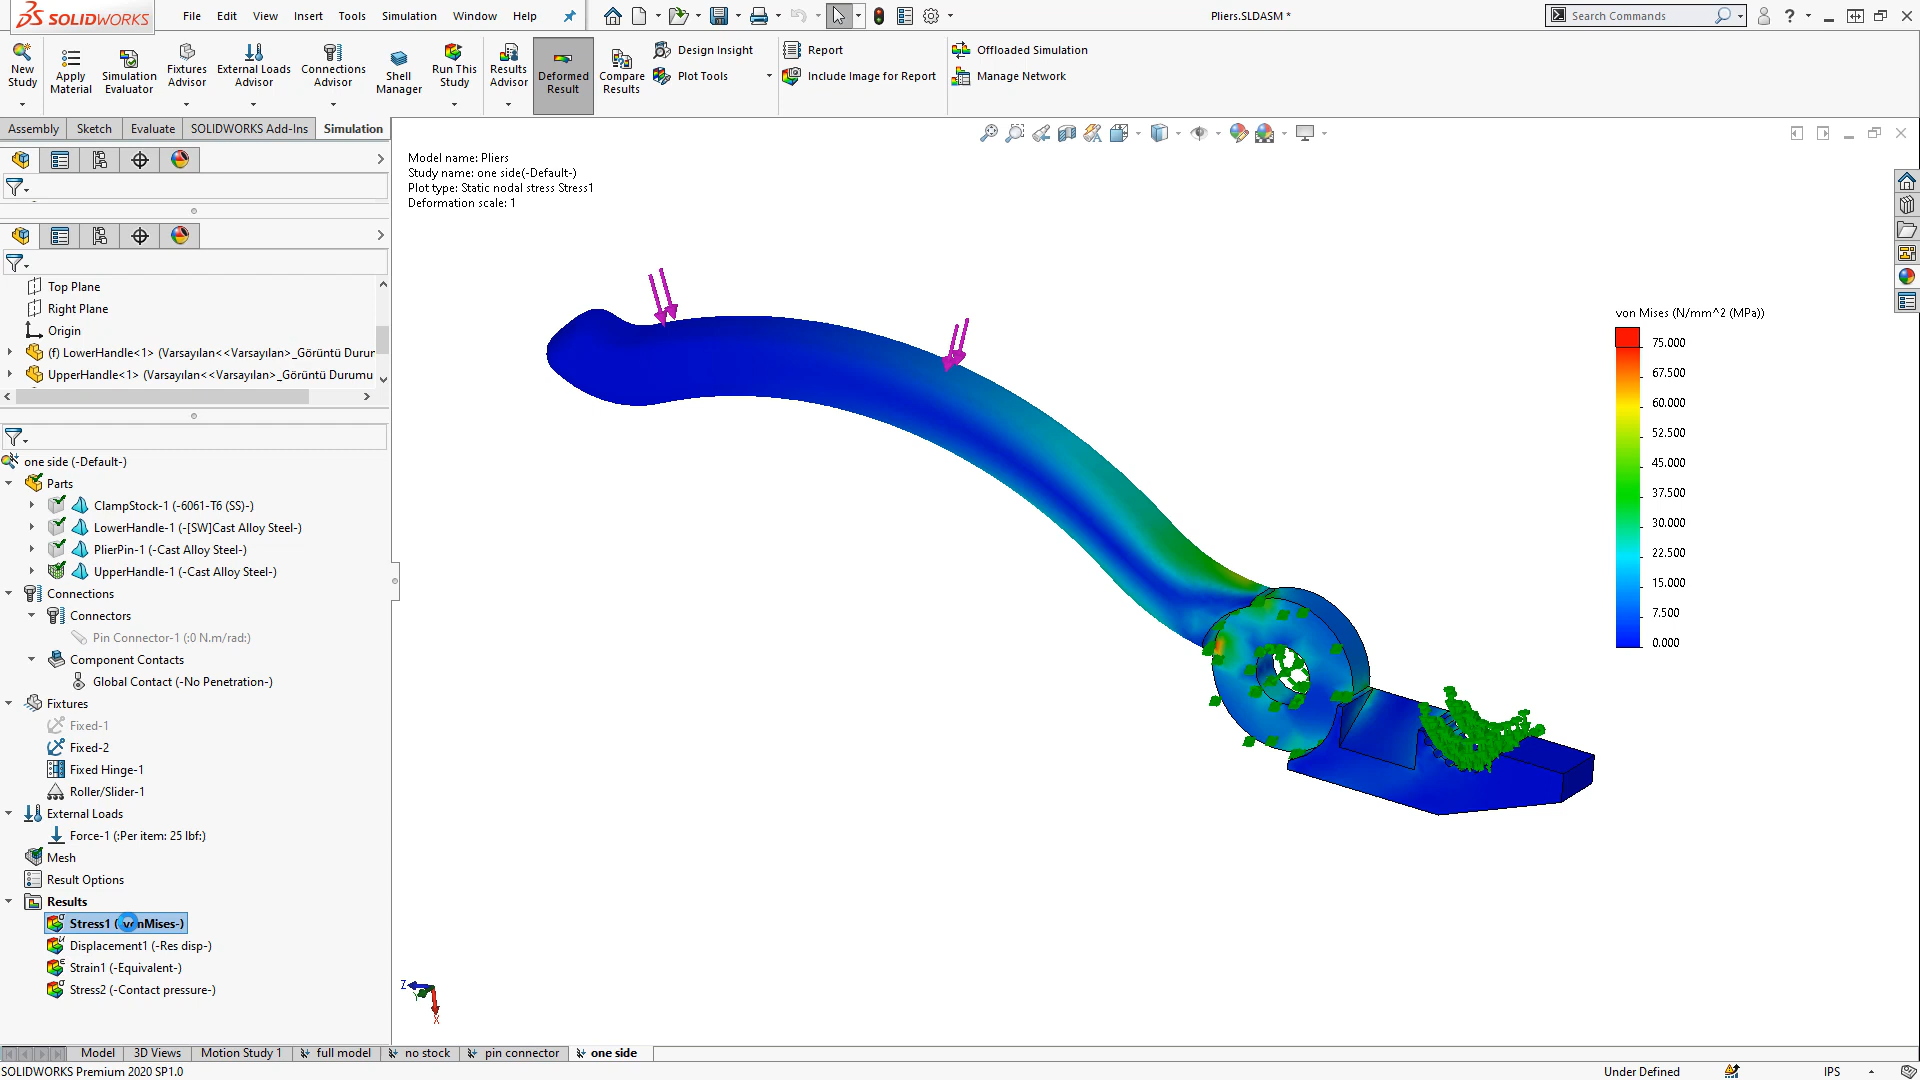 SOLIDWORKS
File Edit View Insert Tools Simulation Window Help
Pliers.SLDASM *
Search Commands
New Study
Apply Material
Simulation Evaluator
Fixtures Advisor
External Loads Advisor
Connections Advisor
Shell Manager
Run This Study
Results Advisor
Deformed Result
Compare Results
Design Insight
Plot Tools
Report
Include Image for Report
Offloaded Simulation
Manage Network
Assembly Sketch Evaluate SOLIDWORKS Add-Ins Simulation
Top Plane
Right Plane
Origin
(f) LowerHandle<1> (Varsayılan<<Varsayılan>_Görüntü Durur
UpperHandle<1> (Varsayılan<<Varsayılan>_Görüntü Durumu
one side (-Default-)
Parts
ClampStock-1 (-6061-T6 (SS)-)
LowerHandle-1 (-[SW]Cast Alloy Steel-)
PlierPin-1 (-Cast Alloy Steel-)
UpperHandle-1 (-Cast Alloy Steel-)
Connections
Connectors
Pin Connector-1 (:0 N.m/rad:)
Component Contacts
Global Contact (-No Penetration-)
Fixtures
Fixed-1
Fixed-2
Fixed Hinge-1
Roller/Slider-1
External Loads
Force-1 (:Per item: 25 lbf:)
Mesh
Result Options
Results
Stress1 (-vonMises-)
Displacement1 (-Res disp-)
Strain1 (-Equivalent-)
Stress2 (-Contact pressure-)
Model name: Pliers
Study name: one side(-Default-)
Plot type: Static nodal stress Stress1
Deformation scale: 1
von Mises (N/mm^2 (MPa))
75.000
67.500
60.000
52.500
45.000
37.500
30.000
22.500
15.000
7.500
0.000
Z
Y
X
Model 3D Views Motion Study 1 full model no stock pin connector one side
SOLIDWORKS Premium 2020 SP1.0
Under Defined
IPS